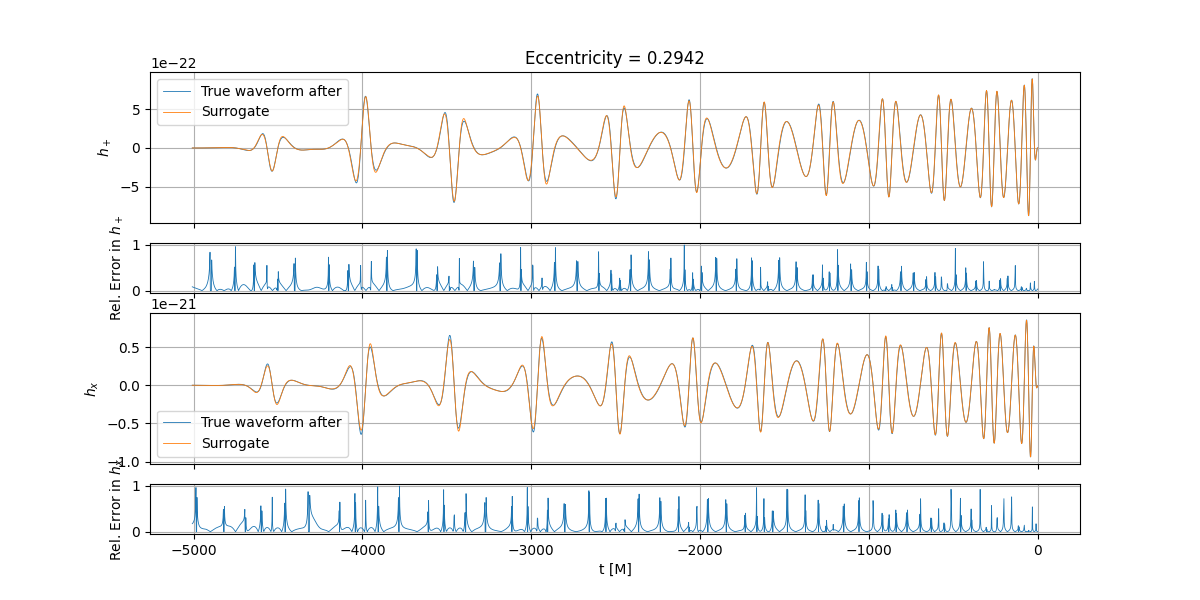 Eccentricity = 0.2942
1e−22
True waveform after
Surrogate
5
0
−5
h+
1
0
Rel. Error in h+
1e−21
0.5
0.0
−0.5
−1.0
hx
True waveform after
Surrogate
1
0
Rel. Error in hx
−5000 −4000 −3000 −2000 −1000 0
t [M]